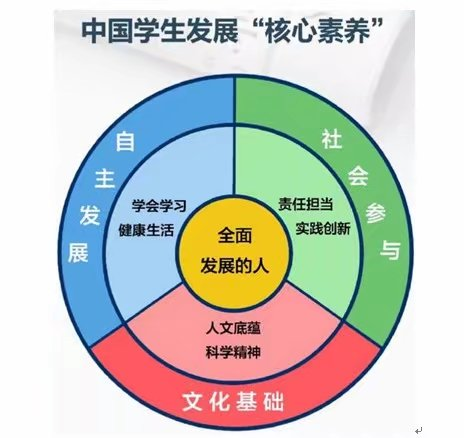 中国学生发展“核心素养”
自主发展
社会参与
学会学习
健康生活
责任担当
实践创新
全面
发展的人
人文底蕴
科学精神
文化基础